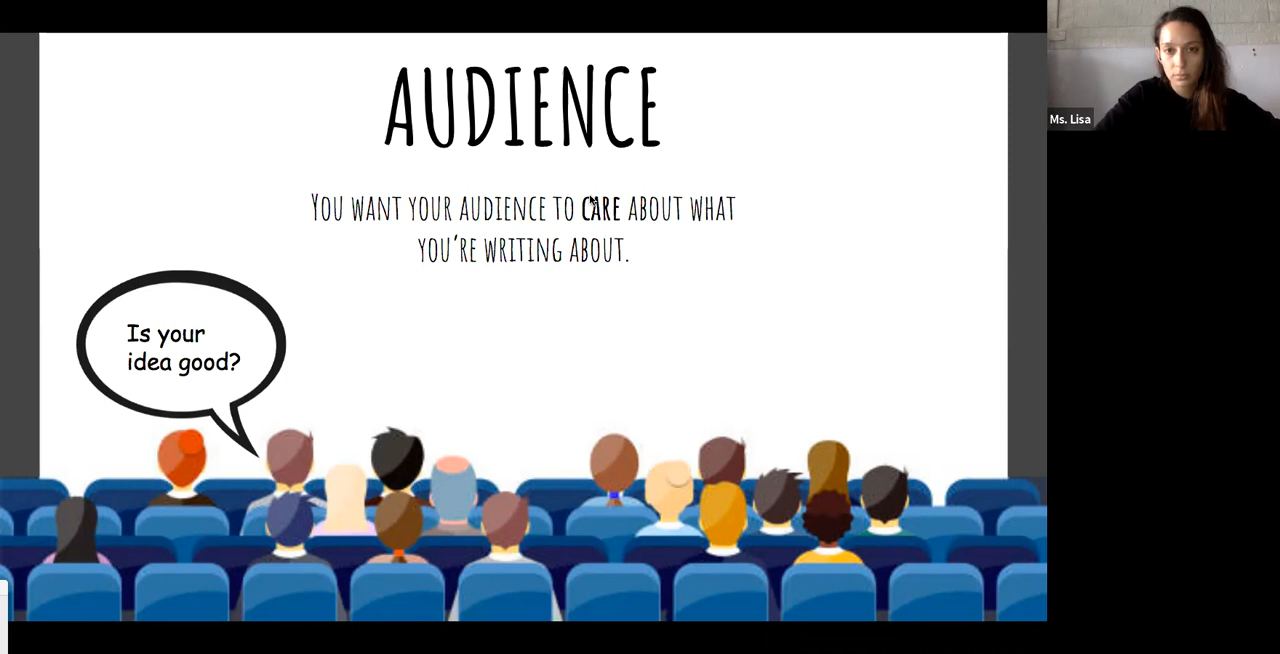 AUDIENCE
YOU WANT YOUR AUDIENCE TO CARE ABOUT WHAT
YOU'RE WRITING ABOUT.
Is your
idea good?
Ms. Lisa